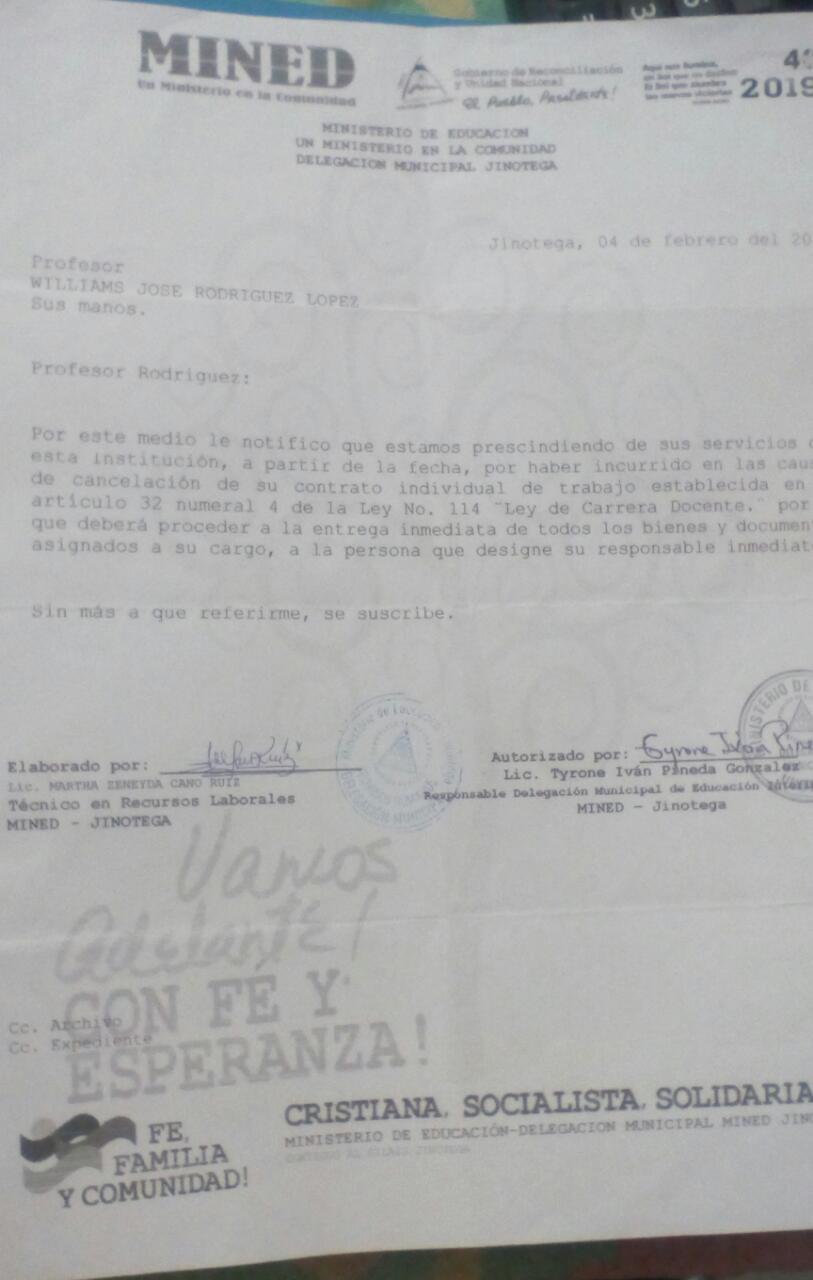 MINED
Un Ministerio en la Comunidad
Gobierno de Reconciliación
y Unidad Nacional
El Pueblo, Presidente!
2019
MINISTERIO DE EDUCACION
UN MINISTERIO EN LA COMUNIDAD
DELEGACION MUNICIPAL JINOTEGA
Jinotega, 04 de febrero del 20
Profesor
WILLIAMS JOSE RODRIGUEZ LOPEZ
Sus manos.
Profesor Rodriguez:
Por este medio le notifico que estamos prescindiendo de sus servicios
esta institución, a partir de la fecha, por haber incurrido en las cau
de cancelación de su contrato individual de trabajo establecida en
artículo 32 numeral 4 de la Ley No. 114 "Ley de Carrera Docente." por
que deberá proceder a la entrega inmediata de todos los bienes y documen
asignados a su cargo, a la persona que designe su responsable inmediat
Sin más a que referirme, se suscribe.
Elaborado por:
Lic. MARTHA ZENEYDA CANO RUIZ
Técnico en Recursos Laborales
MINED - JINOTEGA
Autorizado por:
Lic. Tyrone Iván Pineda Gonzalez
Responsable Delegación Municipal de Educación Interi
MINED - Jinotega
Vamos
Adelante!
CON FÉ Y
ESPERANZA!
Cc. Archivo
Cc. Expediente
FE,
FAMILIA
Y COMUNIDAD!
CRISTIANA, SOCIALISTA, SOLIDARIA
MINISTERIO DE EDUCACIÓN-DELEGACION MUNICIPAL MINED JIN